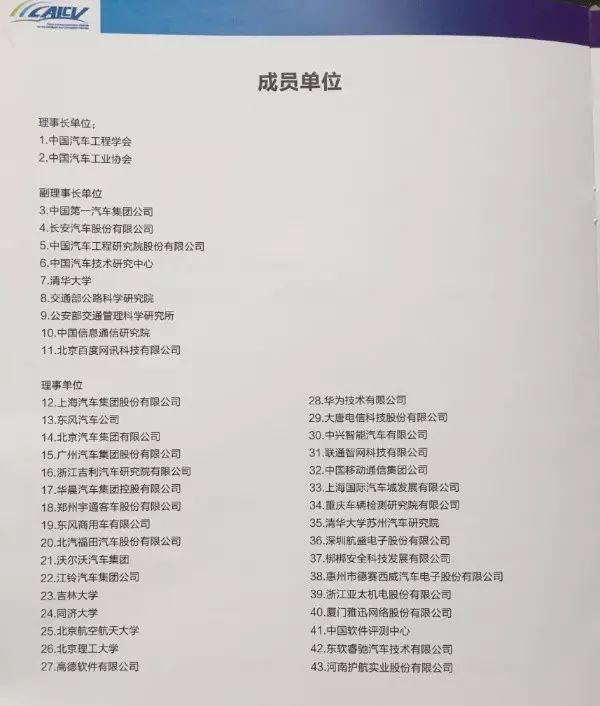 CAICV
成员单位
理事长单位：
1.中国汽车工程学会
2.中国汽车工业协会
副理事长单位
3.中国第一汽车集团公司
4.长安汽车股份有限公司
5.中国汽车工程研究院股份有限公司
6.中国汽车技术研究中心
7.清华大学
8.交通部公路科学研究院
9.公安部交通管理科学研究所
10.中国信息通信研究院
11.北京百度网讯科技有限公司
理事单位
12.上海汽车集团股份有限公司
13.东风汽车公司
14.北京汽车集团有限公司
15.广州汽车集团股份有限公司
16.浙江吉利汽车研究院有限公司
17.华晨汽车集团控股有限公司
18.郑州宇通客车股份有限公司
19.东风商用车有限公司
20.北汽福田汽车股份有限公司
21.沃尔沃汽车集团
22.江铃汽车集团公司
23.吉林大学
24.同济大学
25.北京航空航天大学
26.北京理工大学
27.高德软件有限公司
28.华为技术有限公司
29.大唐电信科技股份有限公司
30.中兴智能汽车有限公司
31.联通智网科技有限公司
32.中国移动通信集团公司
33.上海国际汽车城发展有限公司
34.重庆车辆检测研究院有限公司
35.清华大学苏州汽车研究院
36.深圳航盛电子股份有限公司
37.梆梆安全科技发展有限公司
38.惠州市德赛西威汽车电子股份有限公司
39.浙江亚太机电股份有限公司
40.厦门雅迅网络股份有限公司
41.中国软件评测中心
42.东软睿驰汽车技术有限公司
43.河南护航实业股份有限公司